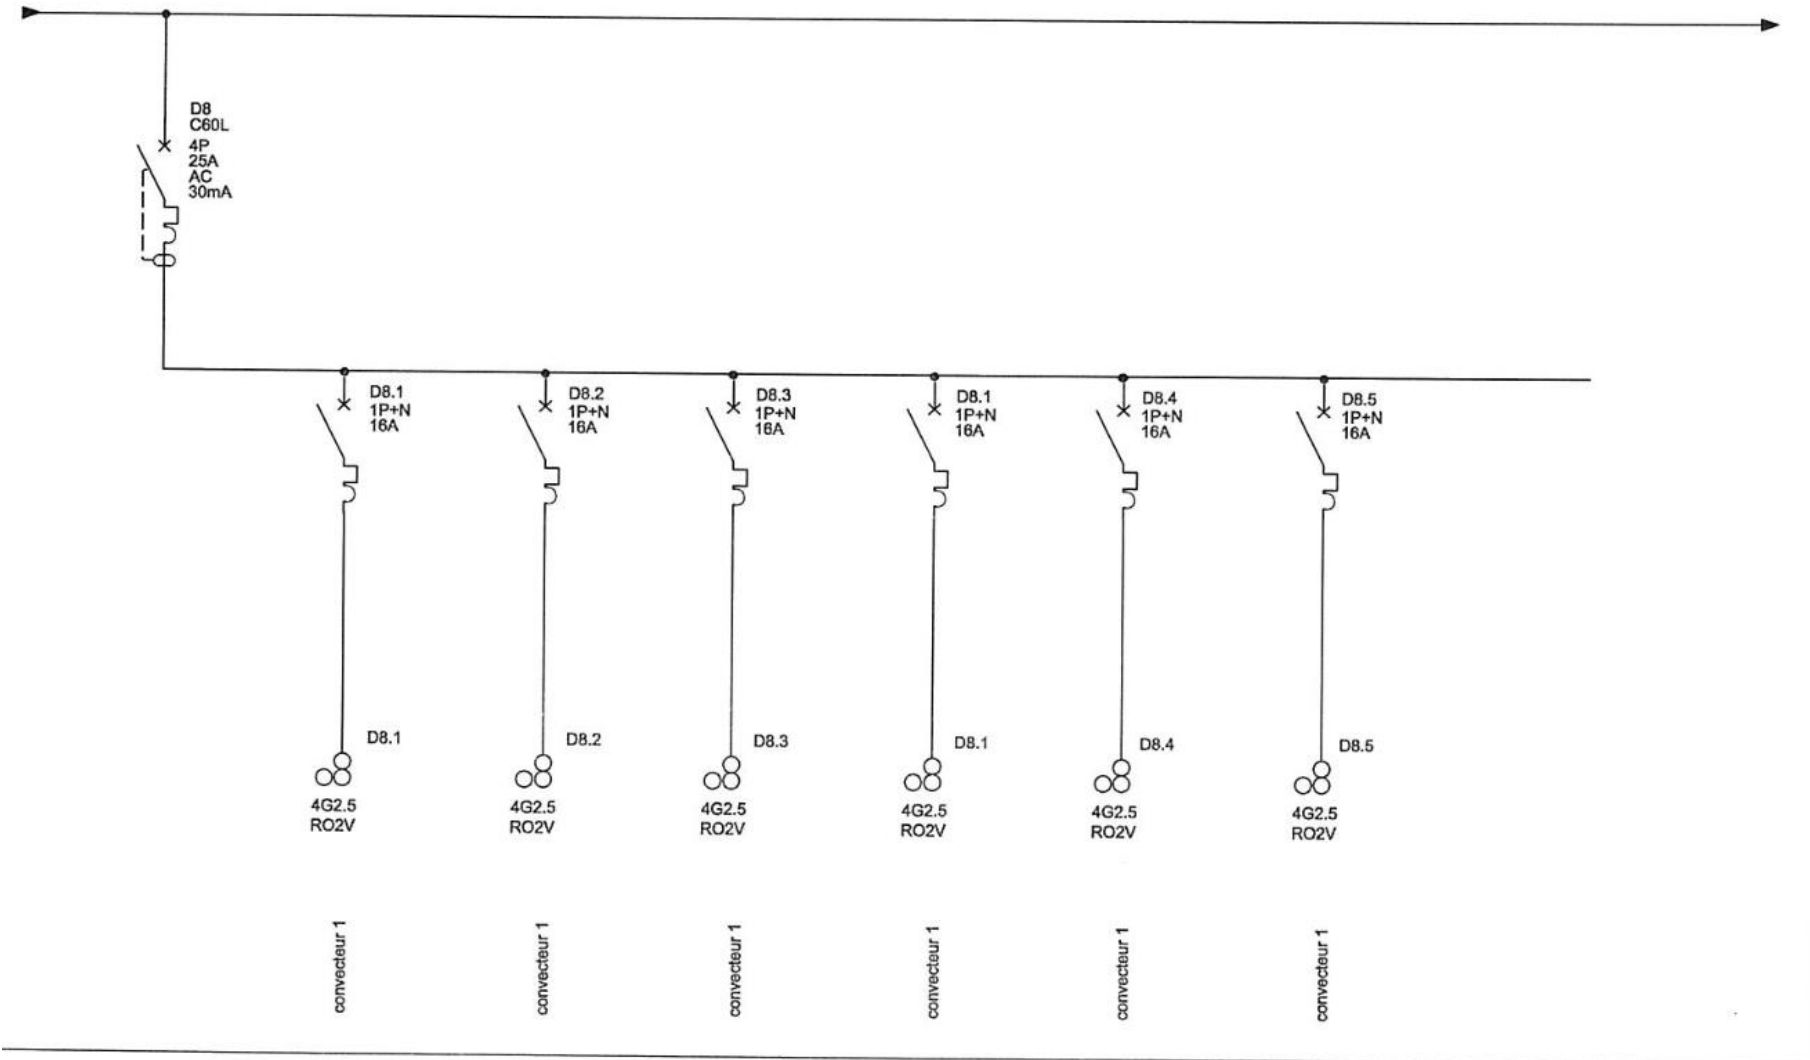 D8
C60L
4P
25A
AC
30mA
D8.1
1P+N
16A
D8.2
1P+N
16A
D8.3
1P+N
16A
D8.1
1P+N
16A
D8.4
1P+N
16A
D8.5
1P+N
16A
D8.1
D8.2
D8.3
D8.1
D8.4
D8.5
4G2.5
RO2V
4G2.5
RO2V
4G2.5
RO2V
4G2.5
RO2V
4G2.5
RO2V
4G2.5
RO2V
convecteur 1
convecteur 1
convecteur 1
convecteur 1
convecteur 1
convecteur 1